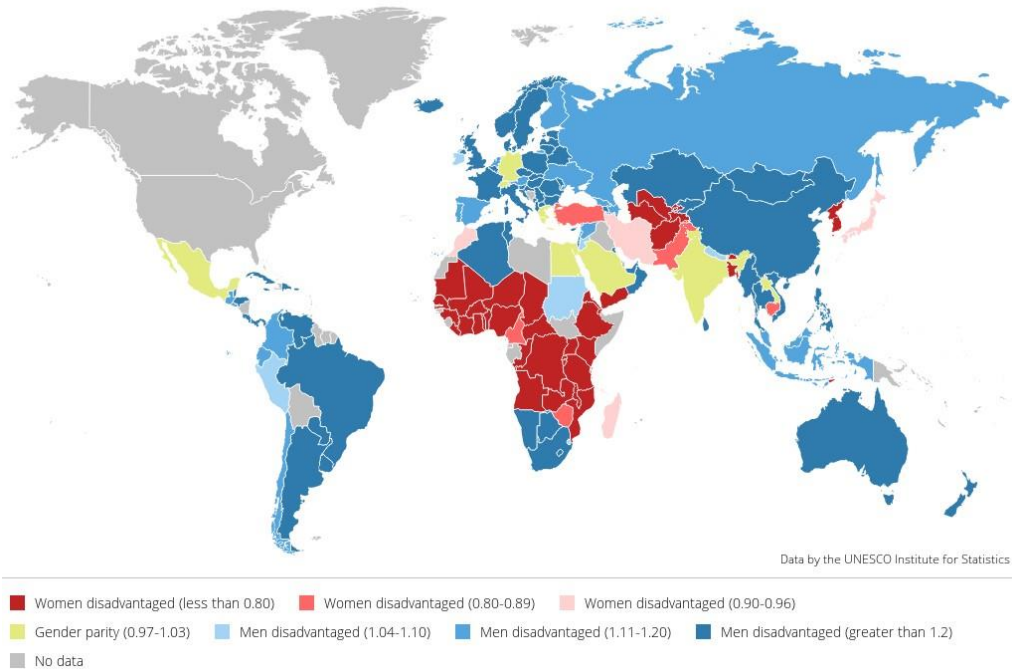 Data by the UNESCO Institute for Statistics
Women disadvantaged (less than 0.80) Women disadvantaged (0.80-0.89) Women disadvantaged (0.90-0.96)
Gender parity (0.97-1.03) Men disadvantaged (1.04-1.10) Men disadvantaged (1.11-1.20) Men disadvantaged (greater than 1.2)
No data